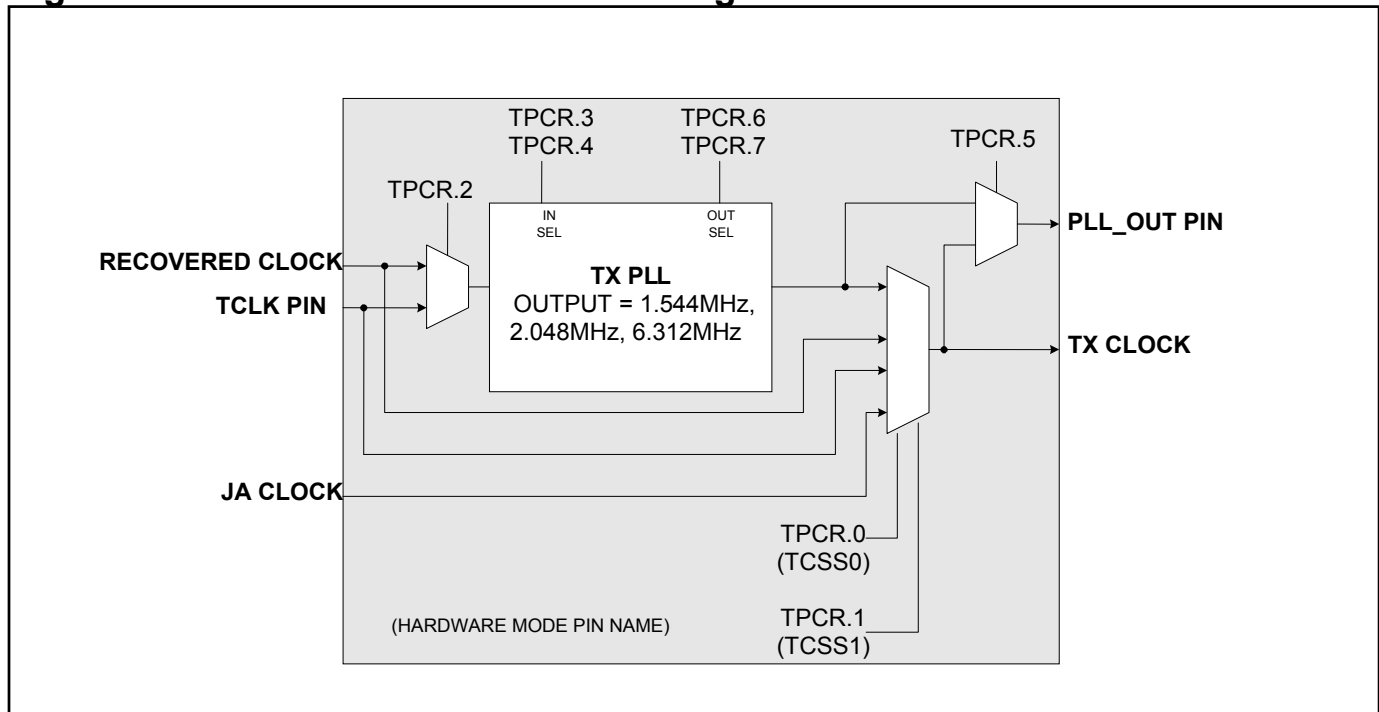 TPCR.3
TPCR.4
TPCR.6
TPCR.7
TPCR.5
TPCR.2
IN
SEL
OUT
SEL
PLL_OUT PIN
RECOVERED CLOCK
TX PLL
TCLK PIN
OUTPUT = 1.544MHz,
2.048MHz, 6.312MHz
TX CLOCK
JA CLOCK
TPCR.0
(TCSS0)
TPCR.1
(TCSS1)
(HARDWARE MODE PIN NAME)